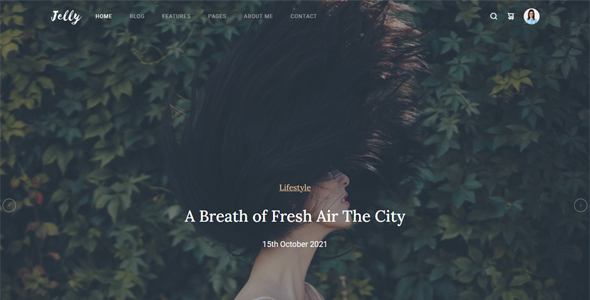 Jelly HOME BLOG FEATURES PAGES ABOUT ME CONTACT
Lifestyle
A Breath of Fresh Air The City
15th October 2021